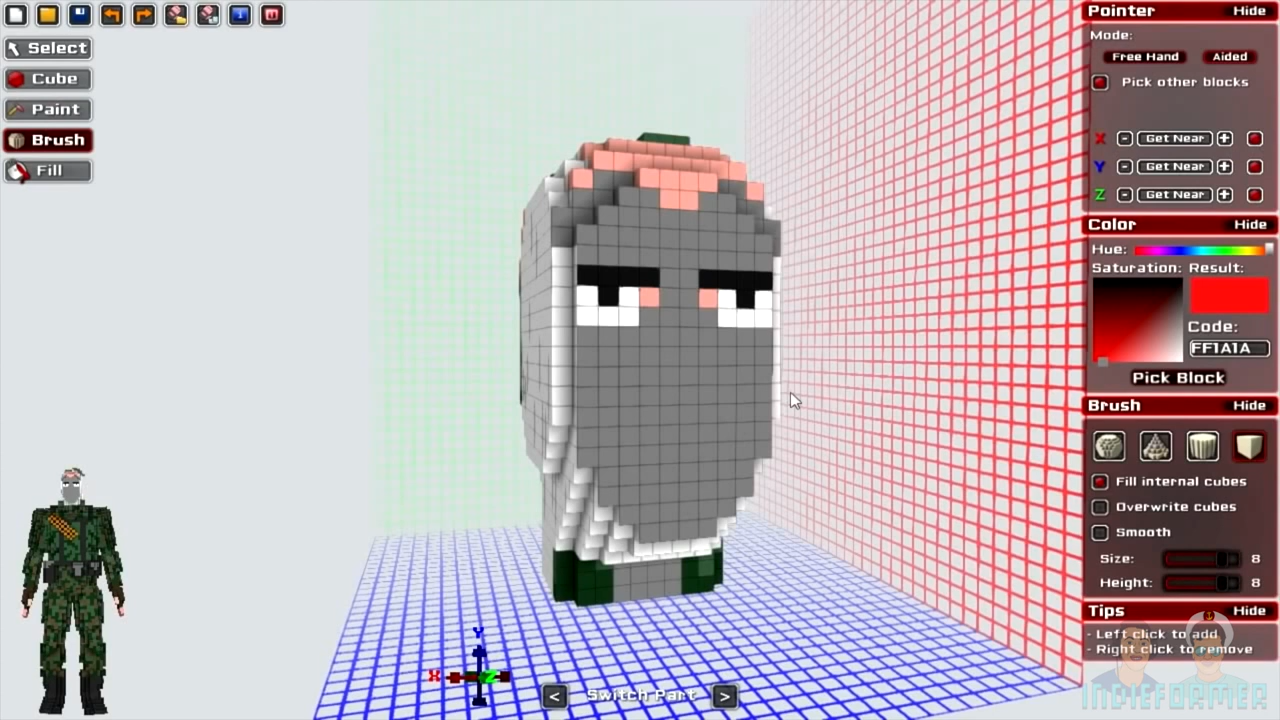 Select
Cube
Paint
Brush
Fill
Pointer Hide
Mode:
Free Hand Aided
Pick other blocks
X - Get Near +
Y - Get Near +
Z - Get Near +
Color Hide
Hue:
Saturation: Result:
Code:
FF1A1A
Pick Block
Brush Hide
Fill internal cubes
Overwrite cubes
Smooth
Size: 8
Height: 8
Tips Hide
- Left click to add
- Right click to remove
INDIEFORMER
Y
X Z
< Switch Part >